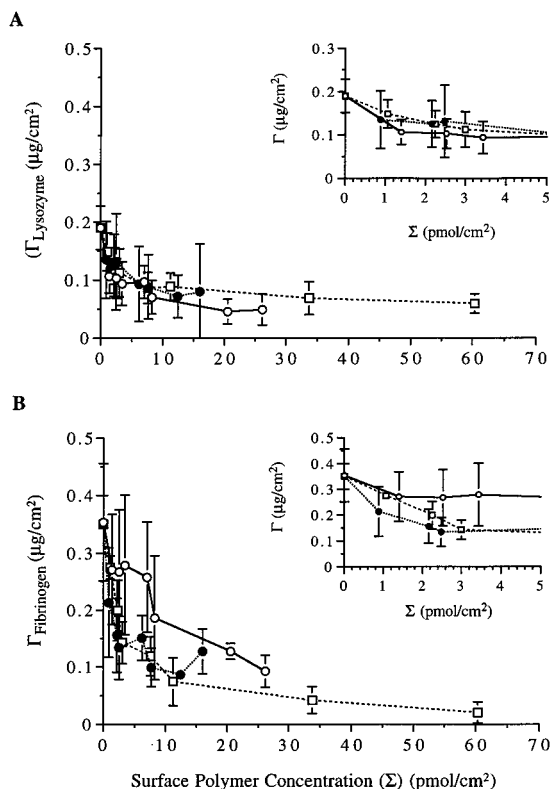 A
0.5
0.4
0.3
0.2
0.1
0
(ΓLysozyme (μg/cm²)
0 10 20 30 40 50 60 70
0.3
0.2
0.1
0
Γ (μg/cm²)
0 1 2 3 4 5
Σ (pmol/cm²)
B
0.5
0.4
0.3
0.2
0.1
0
ΓFibrinogen (μg/cm²)
0 10 20 30 40 50 60 70
0.5
0.4
0.3
0.2
0.1
0
Γ (μg/cm²)
0 1 2 3 4 5
Σ (pmol/cm²)
Surface Polymer Concentration (Σ) (pmol/cm²)